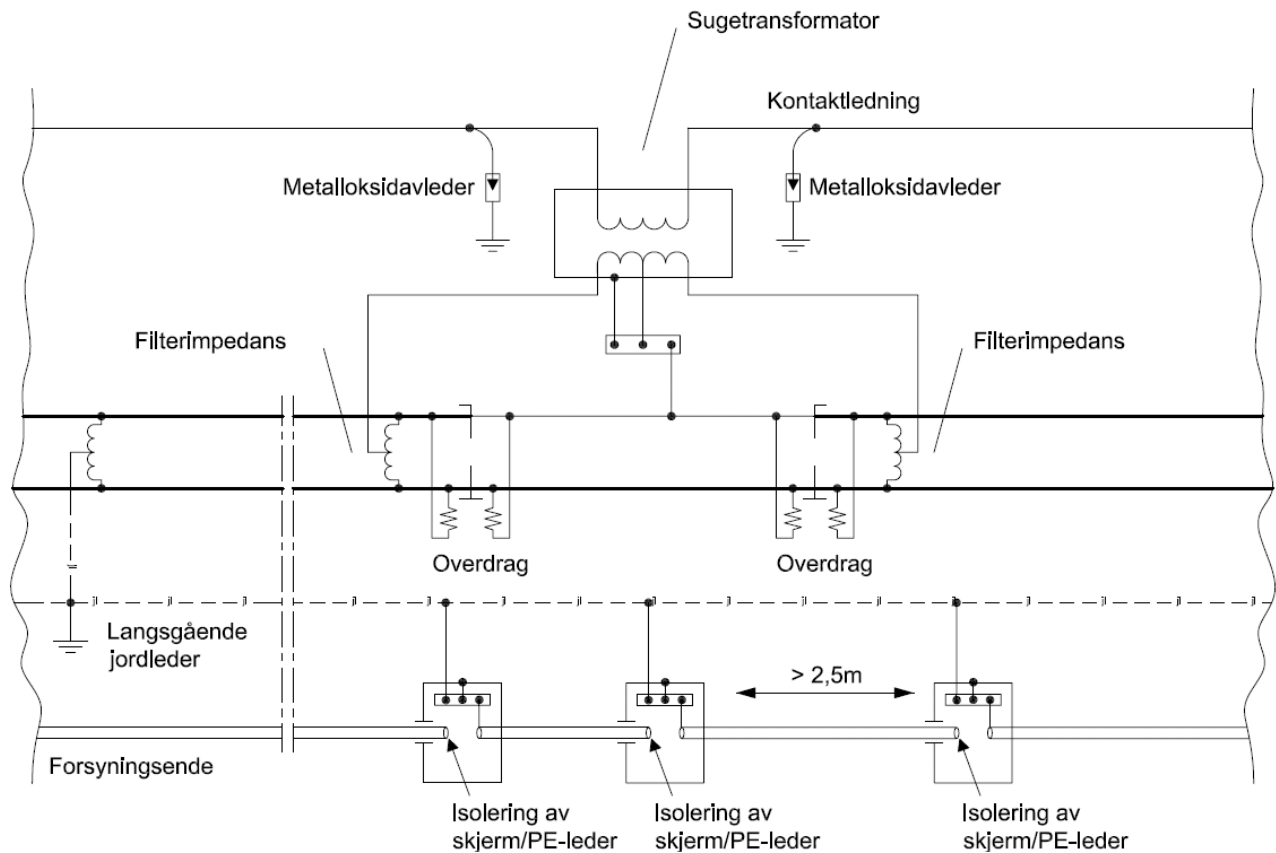 Sugetransformator
Kontaktledning
Metalloksidavleder
Metalloksidavleder
Filterimpedans
Filterimpedans
Overdrag
Overdrag
Langsgående
jordleder
> 2,5m
Forsyningsende
Isolering av
skjerm/PE-leder
Isolering av
skjerm/PE-leder
Isolering av
skjerm/PE-leder